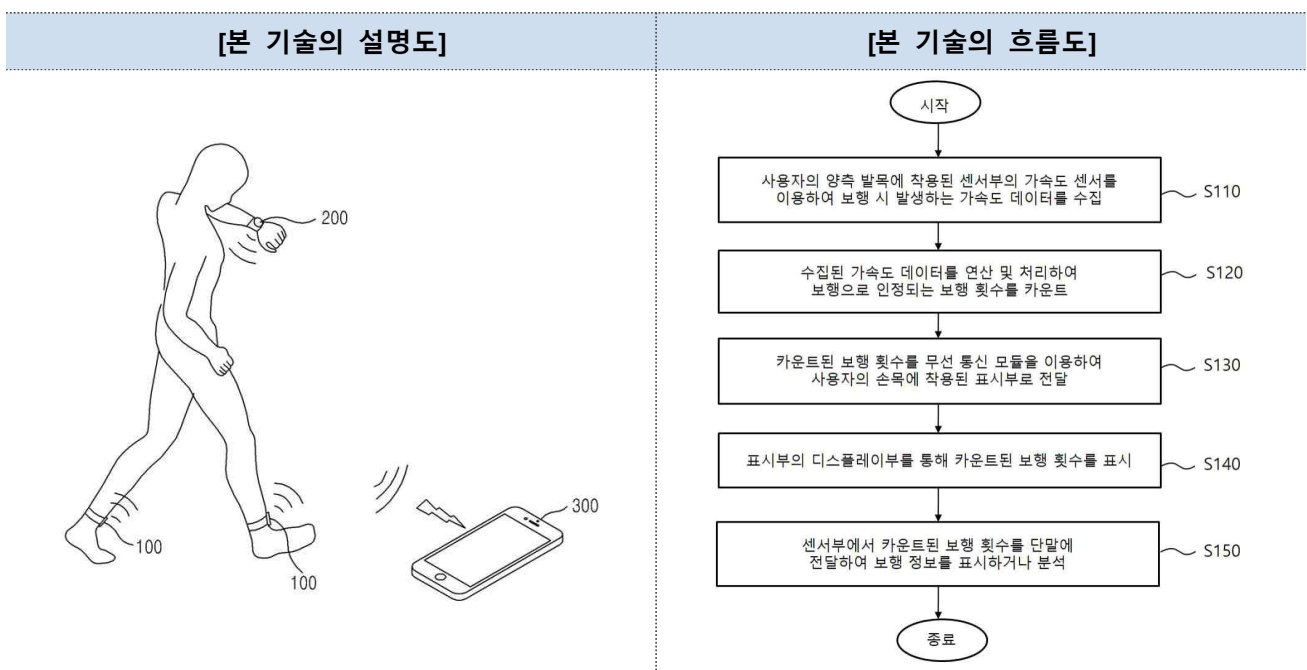 [본 기술의 설명도]
[본 기술의 흐름도]
200
100
100
300
시작
사용자의 양측 발목에 착용된 센서부의 가속도 센서를
이용하여 보행 시 발생하는 가속도 데이터를 수집
S110
수집된 가속도 데이터를 연산 및 처리하여
보행으로 인정되는 보행 횟수를 카운트
S120
카운트된 보행 횟수를 무선 통신 모듈을 이용하여
사용자의 손목에 착용된 표시부로 전달
S130
표시부의 디스플레이부를 통해 카운트된 보행 횟수를 표시
S140
센서부에서 카운트된 보행 횟수를 단말에
전달하여 보행 정보를 표시하거나 분석
S150
종료